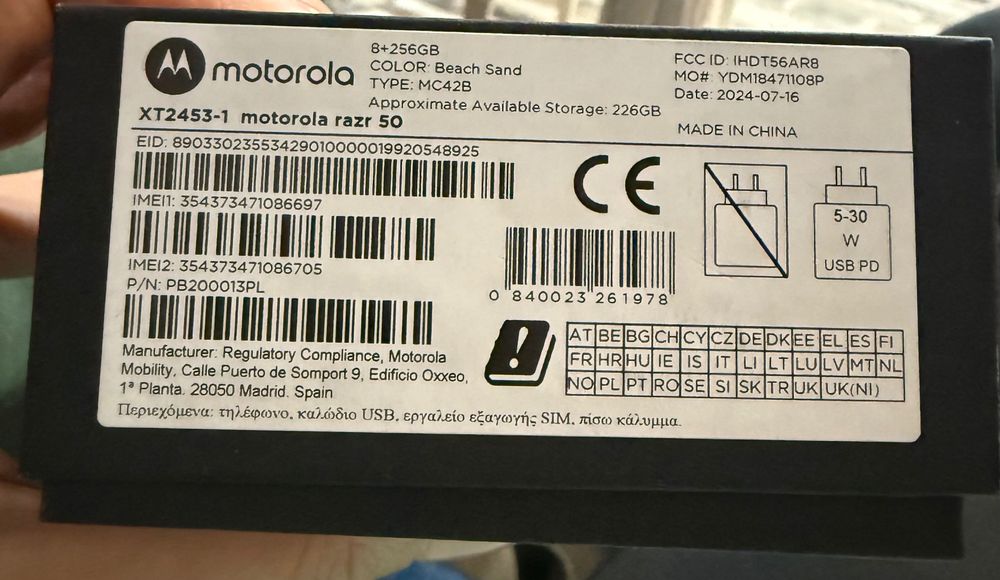 motorola
8+256GB
COLOR: Beach Sand
TYPE: MC42B
Approximate Available Storage: 226GB
FCC ID: IHDT56AR8
MO#: YDM18471108P
Date: 2024-07-16
XT2453-1 motorola razr 50
MADE IN CHINA
EID: 89033023553429010000019920548925
IMEI1: 354373471086697
IMEI2: 354373471086705
P/N: PB200013PL
CE
0 840023 261978
5-30
W
USB PD
Manufacturer: Regulatory Compliance, Motorola
Mobility, Calle Puerto de Somport 9, Edificio Oxxeo,
1ª Planta. 28050 Madrid. Spain
AT BE BG CH CY CZ DE DK EE EL ES FI
FR HR HU IE IS IT LI LT LU LV MT NL
NO PL PT RO SE SI SK TR UK UK(NI)
Περιεχόμενα: τηλέφωνο, καλώδιο USB, εργαλείο εξαγωγής SIM, πίσω κάλυμμα.